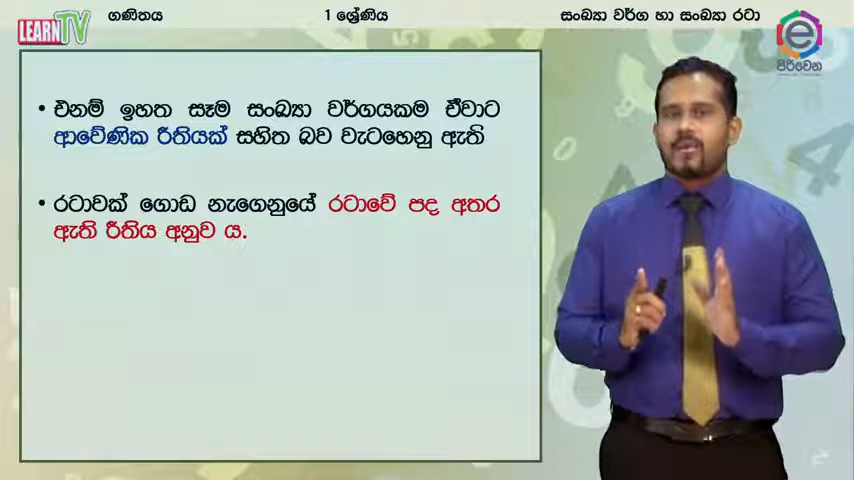 LEARN TV
ගණිතය
1 ශ්‍රේණිය
සංඛ්‍යා වර්ග හා සංඛ්‍යා රටා
e
පිරිවෙන
• එනම් ඉහත සෑම සංඛ්‍යා වර්ගයකම ඒවාට
ආවේණික රීතියක් සහිත බව වැටහෙනු ඇති
• රටාවක් ගොඩ නැගෙනුයේ රටාවේ පද අතර
ඇති රීතිය අනුව ය.